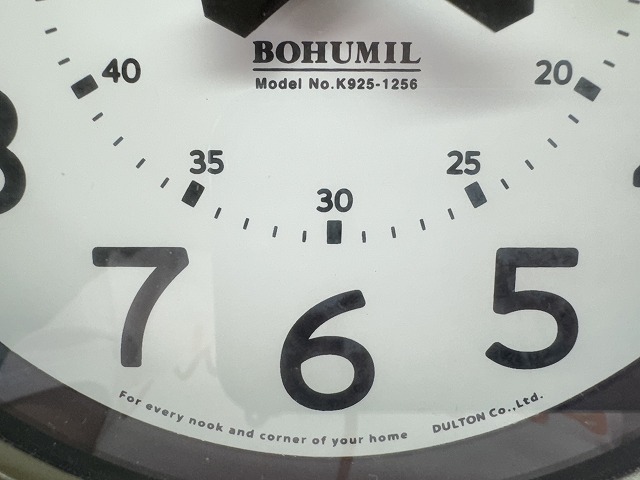 BOHUMIL
Model No.K925-1256
40 20
35 25
30
7 5
6
For every nook and corner of your home DULTON Co.,Ltd.